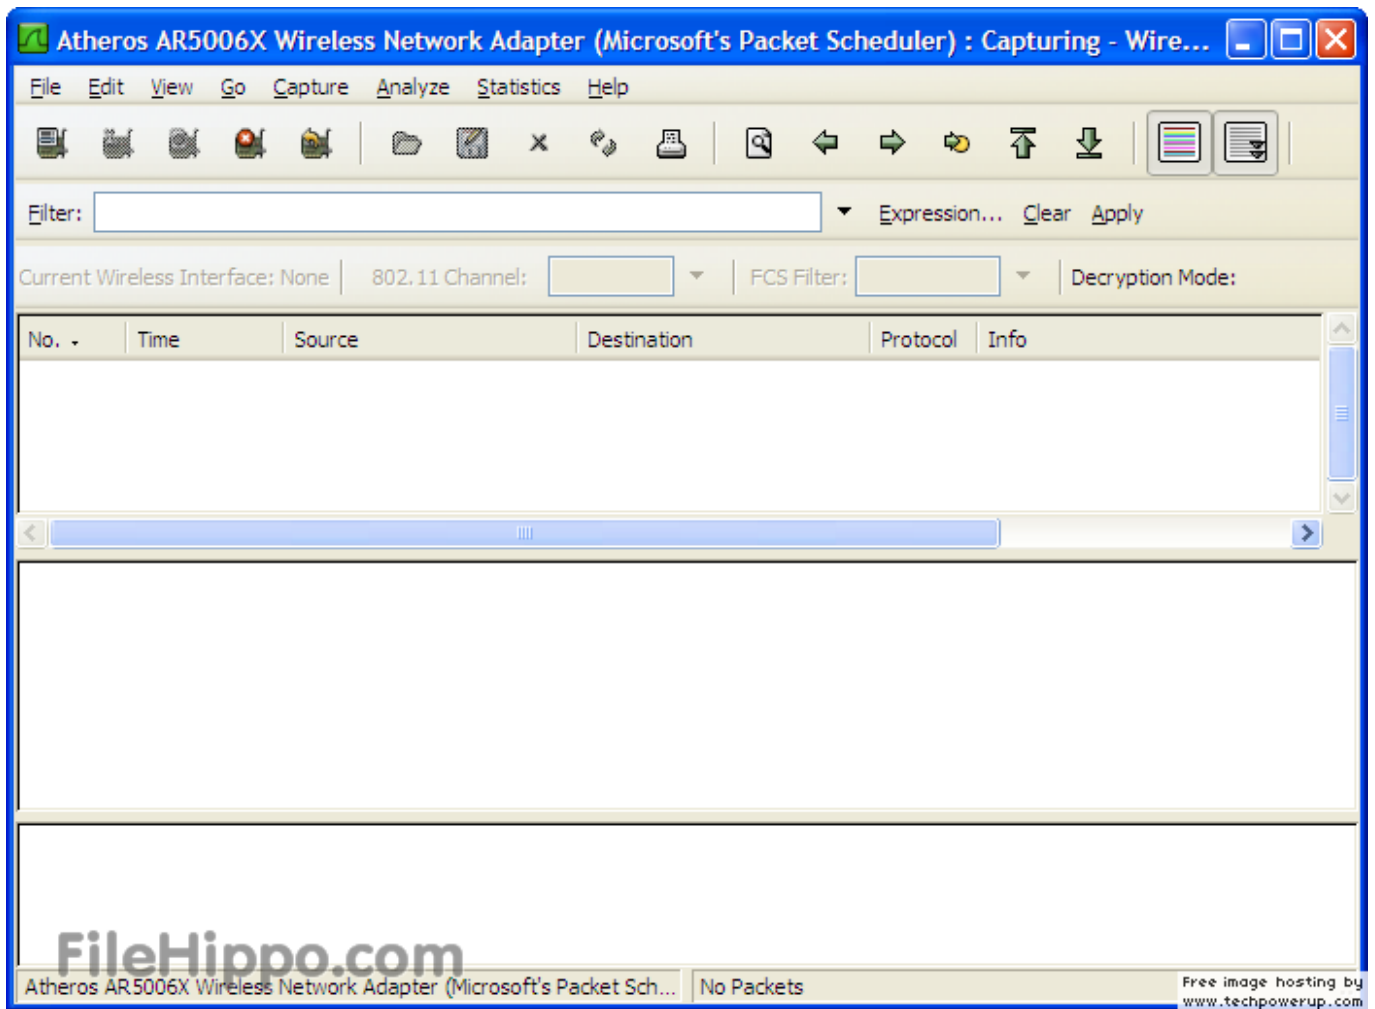 Atheros AR5006X Wireless Network Adapter (Microsoft's Packet Scheduler) : Capturing - Wire...
File Edit View Go Capture Analyze Statistics Help
Filter: Expression... Clear Apply
Current Wireless Interface: None 802.11 Channel: FCS Filter: Decryption Mode:
No. Time Source Destination Protocol Info
FileHippo.com
Atheros AR5006X Wireless Network Adapter (Microsoft's Packet Sch... No Packets
Free image hosting by
www.techpowerup.com